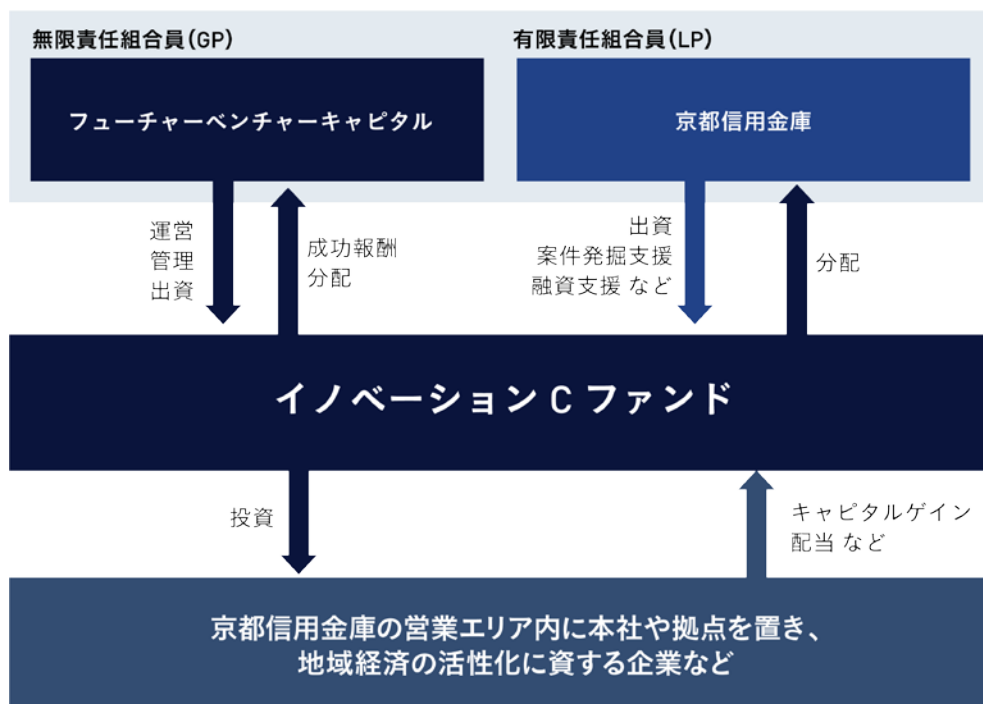 無限責任組合員(GP)
有限責任組合員(LP)
フューチャーベンチャーキャピタル
京都信用金庫
運営
管理
出資
成功報酬
分配
出資
案件発掘支援
融資支援 など
分配
イノベーション C ファンド
投資
キャピタルゲイン
配当 など
京都信用金庫の営業エリア内に本社や拠点を置き、
地域経済の活性化に資する企業など